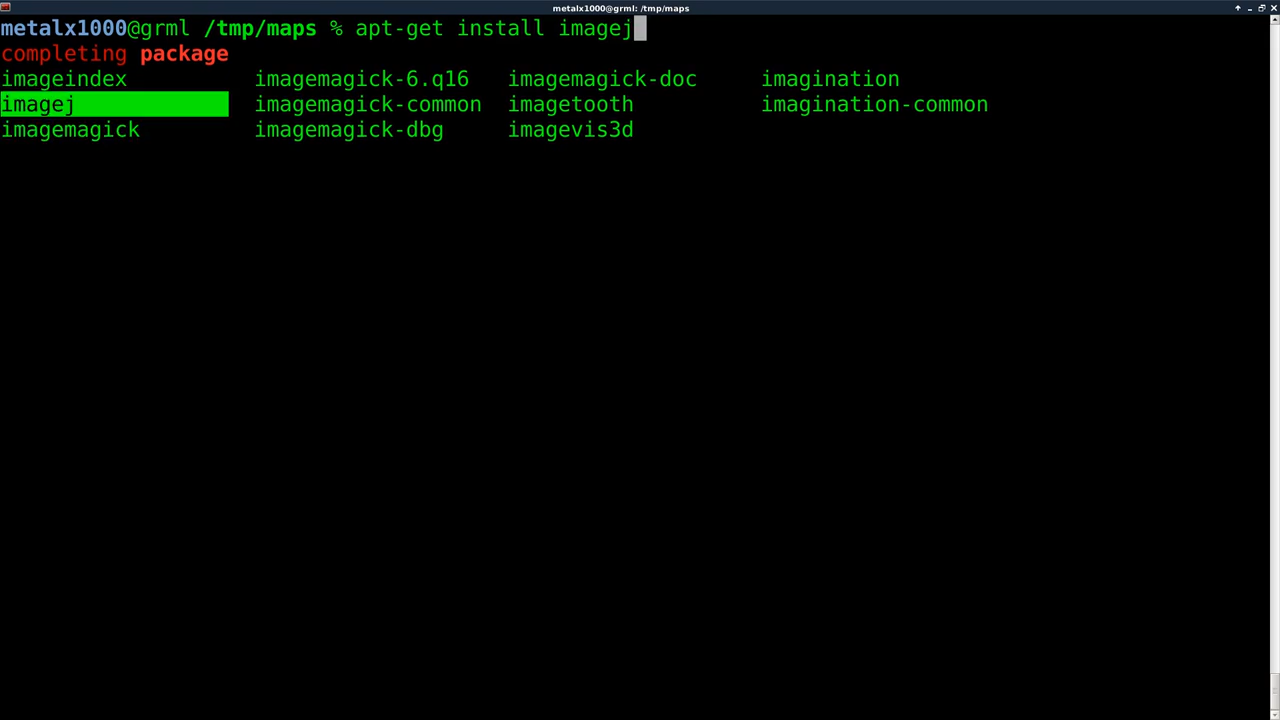 metalx1000@grml: /tmp/maps
metalx1000@grml /tmp/maps % apt-get install imagej
completing package
imageindex imagemagick-6.q16 imagemagick-doc imagination
imagej imagemagick-common imagetooth imagination-common
imagemagick imagemagick-dbg imagevis3d